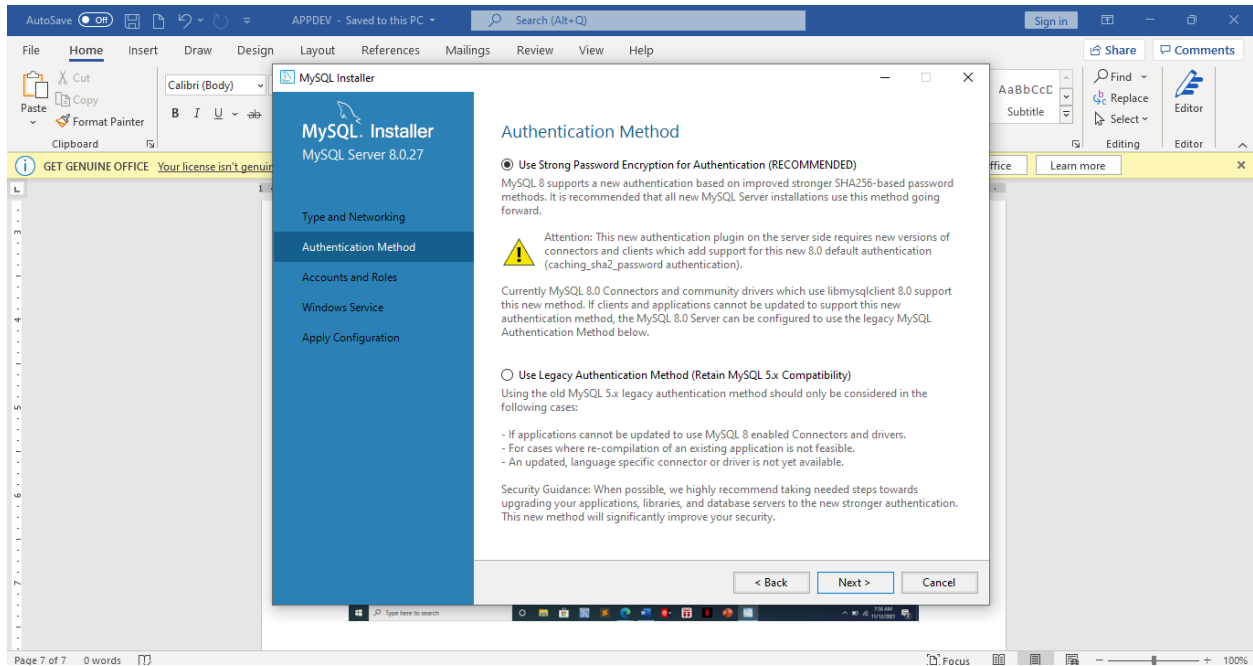 AutoSave Off APPDEV - Saved to this PC Search (Alt+Q) Sign in
File Home Insert Draw Design Layout References Mailings Review View Help Share Comments
Paste
Cut
Copy
Format Painter
Clipboard
Calibri (Body)
B I U ab
AaBbCcD
Subtitle
Find
Replace
Select
Editing
Editor
Editor
GET GENUINE OFFICE Your license isn't genuin
ffice Learn more
MySQL Installer
MySQL. Installer
MySQL Server 8.0.27
Type and Networking
Authentication Method
Accounts and Roles
Windows Service
Apply Configuration
Authentication Method
Use Strong Password Encryption for Authentication (RECOMMENDED)
MySQL 8 supports a new authentication based on improved stronger SHA256-based password
methods. It is recommended that all new MySQL Server installations use this method going
forward.
Attention: This new authentication plugin on the server side requires new versions of
connectors and clients which add support for this new 8.0 default authentication
(caching_sha2_password authentication).
Currently MySQL 8.0 Connectors and community drivers which use libmysqlclient 8.0 support
this new method. If clients and applications cannot be updated to support this new
authentication method, the MySQL 8.0 Server can be configured to use the legacy MySQL
Authentication Method below.
Use Legacy Authentication Method (Retain MySQL 5.x Compatibility)
Using the old MySQL 5.x legacy authentication method should only be considered in the
following cases:
- If applications cannot be updated to use MySQL 8 enabled Connectors and drivers.
- For cases where re-compilation of an existing application is not feasible.
- An updated, language specific connector or driver is not yet available.
Security Guidance: When possible, we highly recommend taking needed steps towards
upgrading your applications, libraries, and database servers to the new stronger authentication.
This new method will significantly improve your security.
< Back Next > Cancel
Type here to search
Page 7 of 7 0 words Focus 100%